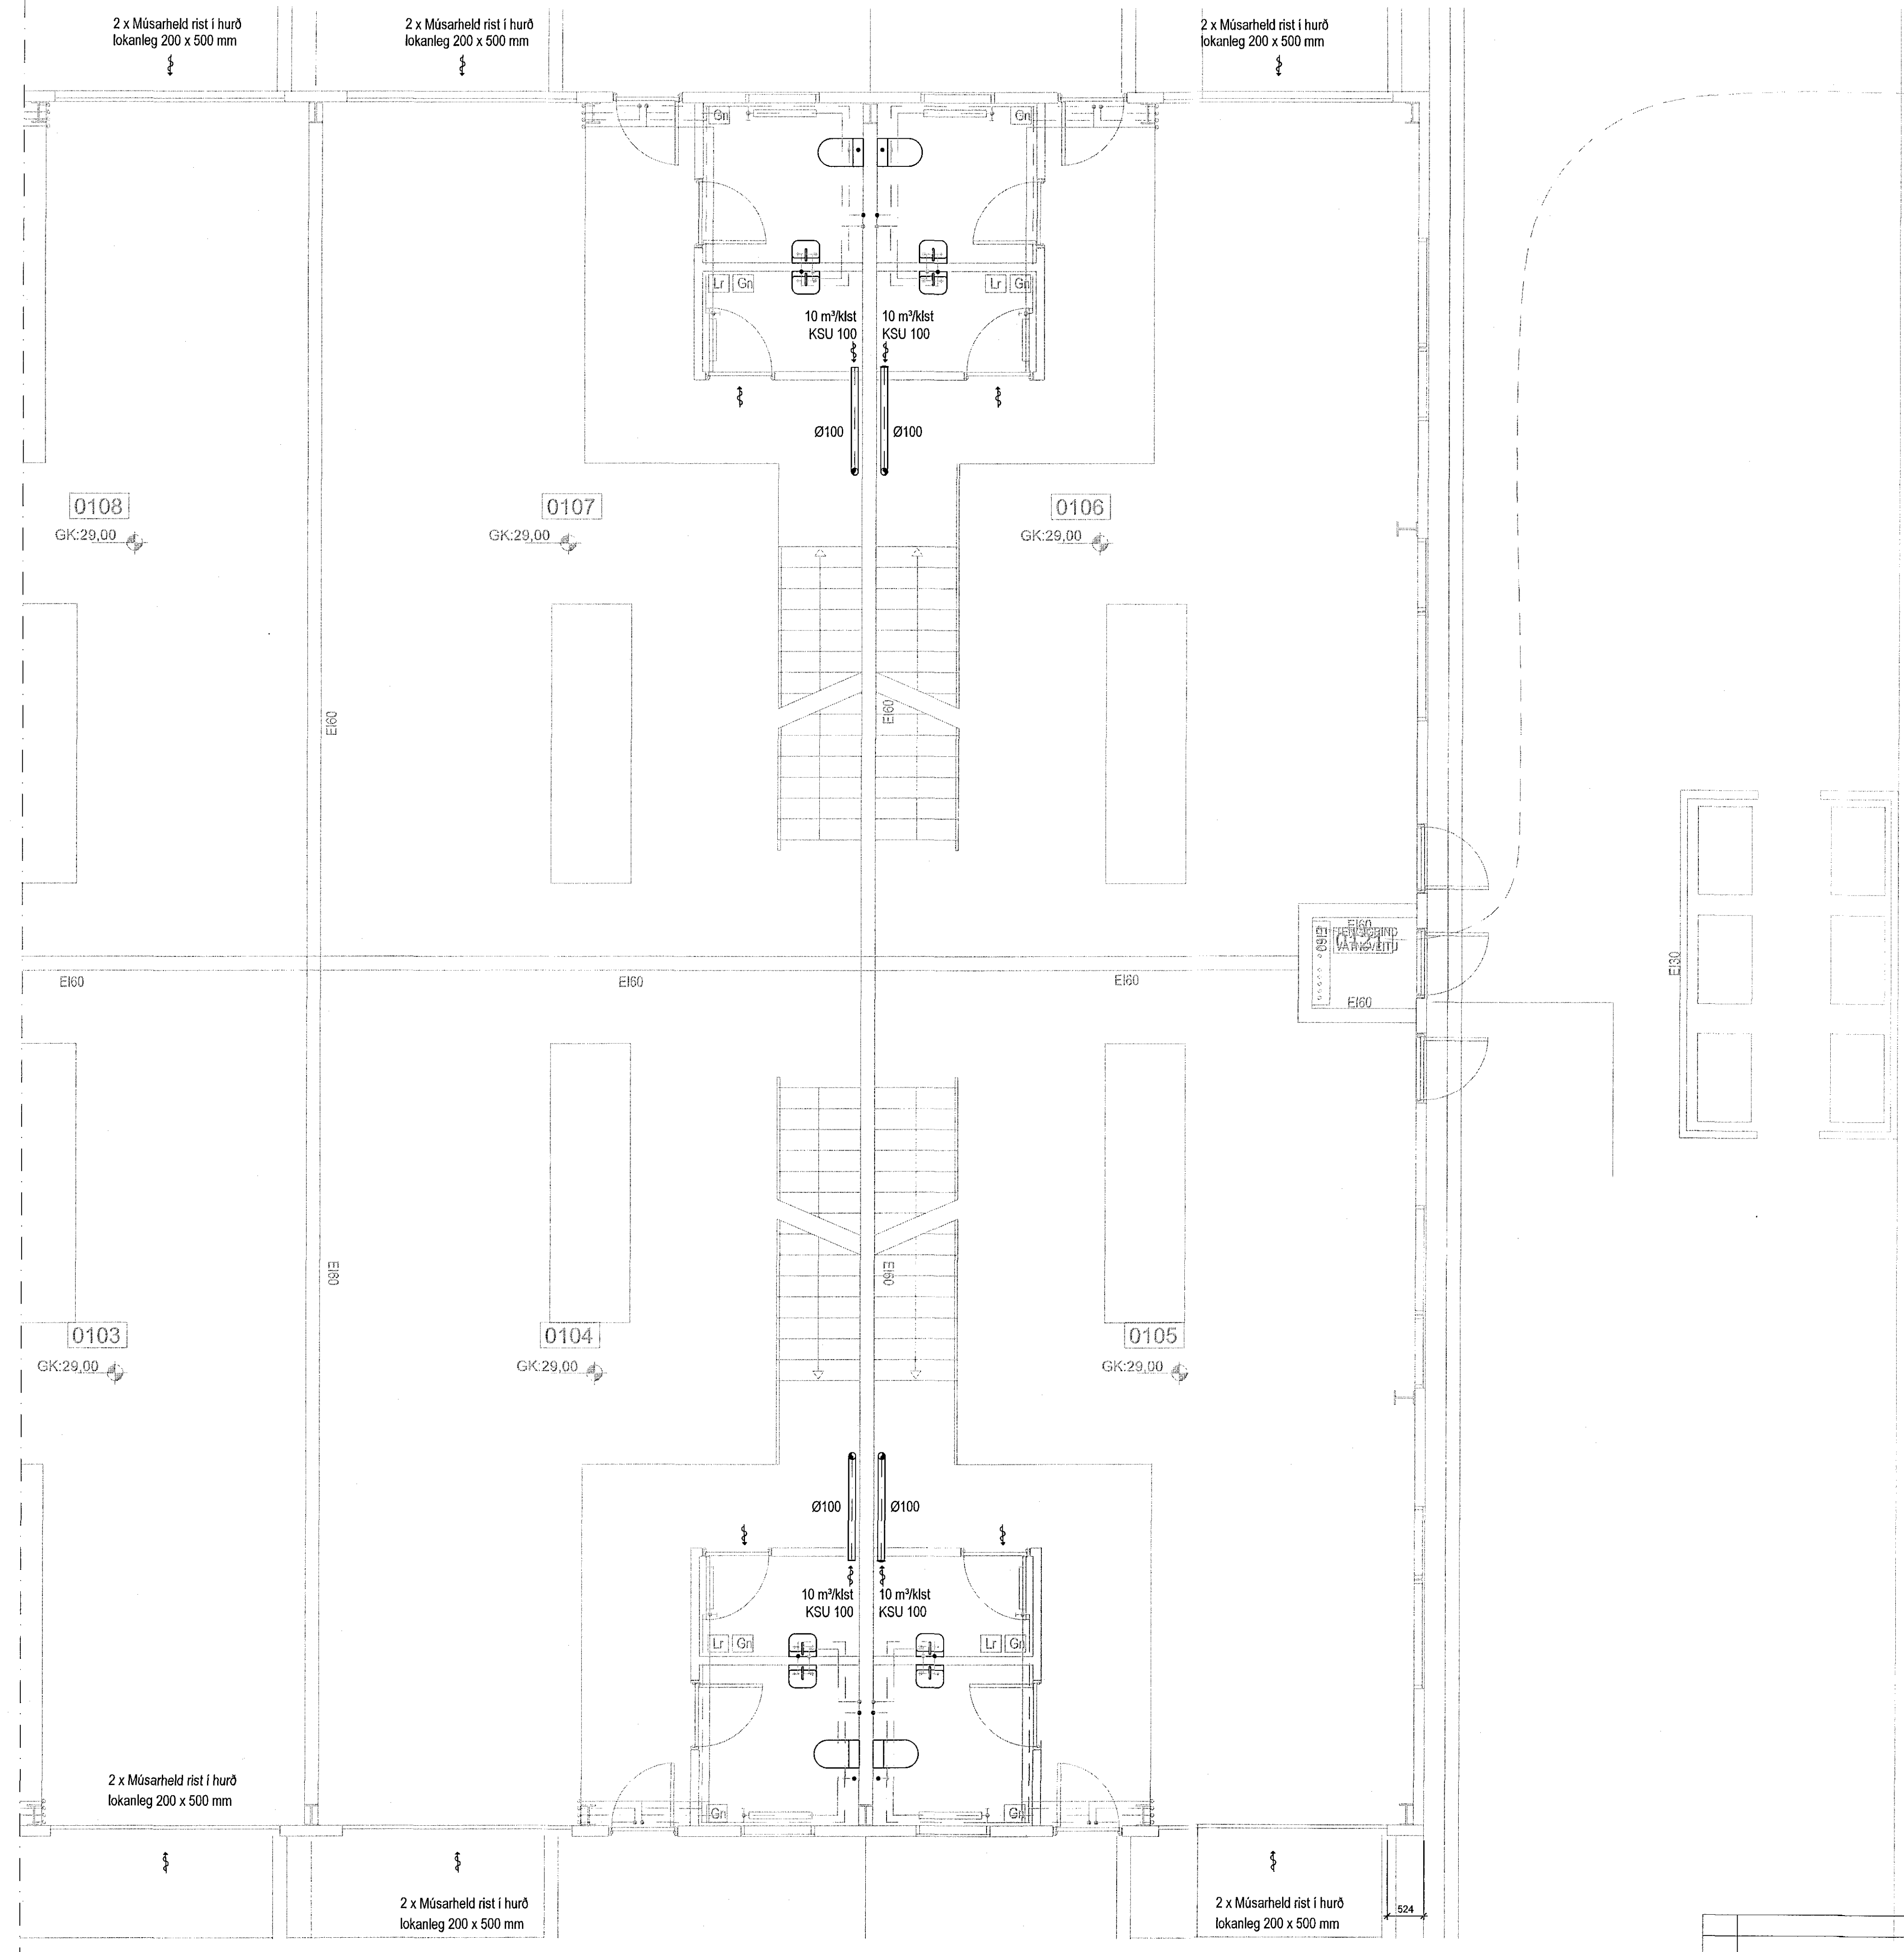 2 x Músarheld rist í hurð
lokanleg 200 x 500 mm
2 x Músarheld rist í hurð
lokanleg 200 x 500 mm
2 x Músarheld rist í hurð
lokanleg 200 x 500 mm
Gn
Gn
Lr
Gn
Lr
Gn
10 m³/klst
KSU 100
10 m³/klst
KSU 100
Ø100
Ø100
0108
GK:29,00
0107
GK:29,00
0106
GK:29,00
EI60
EI60
EI60
EI60
0121
TENGIGRIND
VATNSVEITU
EI60
EI30
EI60
EI60
EI60
EI60
EI60
0103
GK:29,00
0104
GK:29,00
0105
GK:29,00
Ø100
Ø100
10 m³/klst
KSU 100
10 m³/klst
KSU 100
Lr
Gn
Lr
Gn
Gn
Gn
2 x Músarheld rist í hurð
lokanleg 200 x 500 mm
2 x Músarheld rist í hurð
lokanleg 200 x 500 mm
2 x Músarheld rist í hurð
lokanleg 200 x 500 mm
524